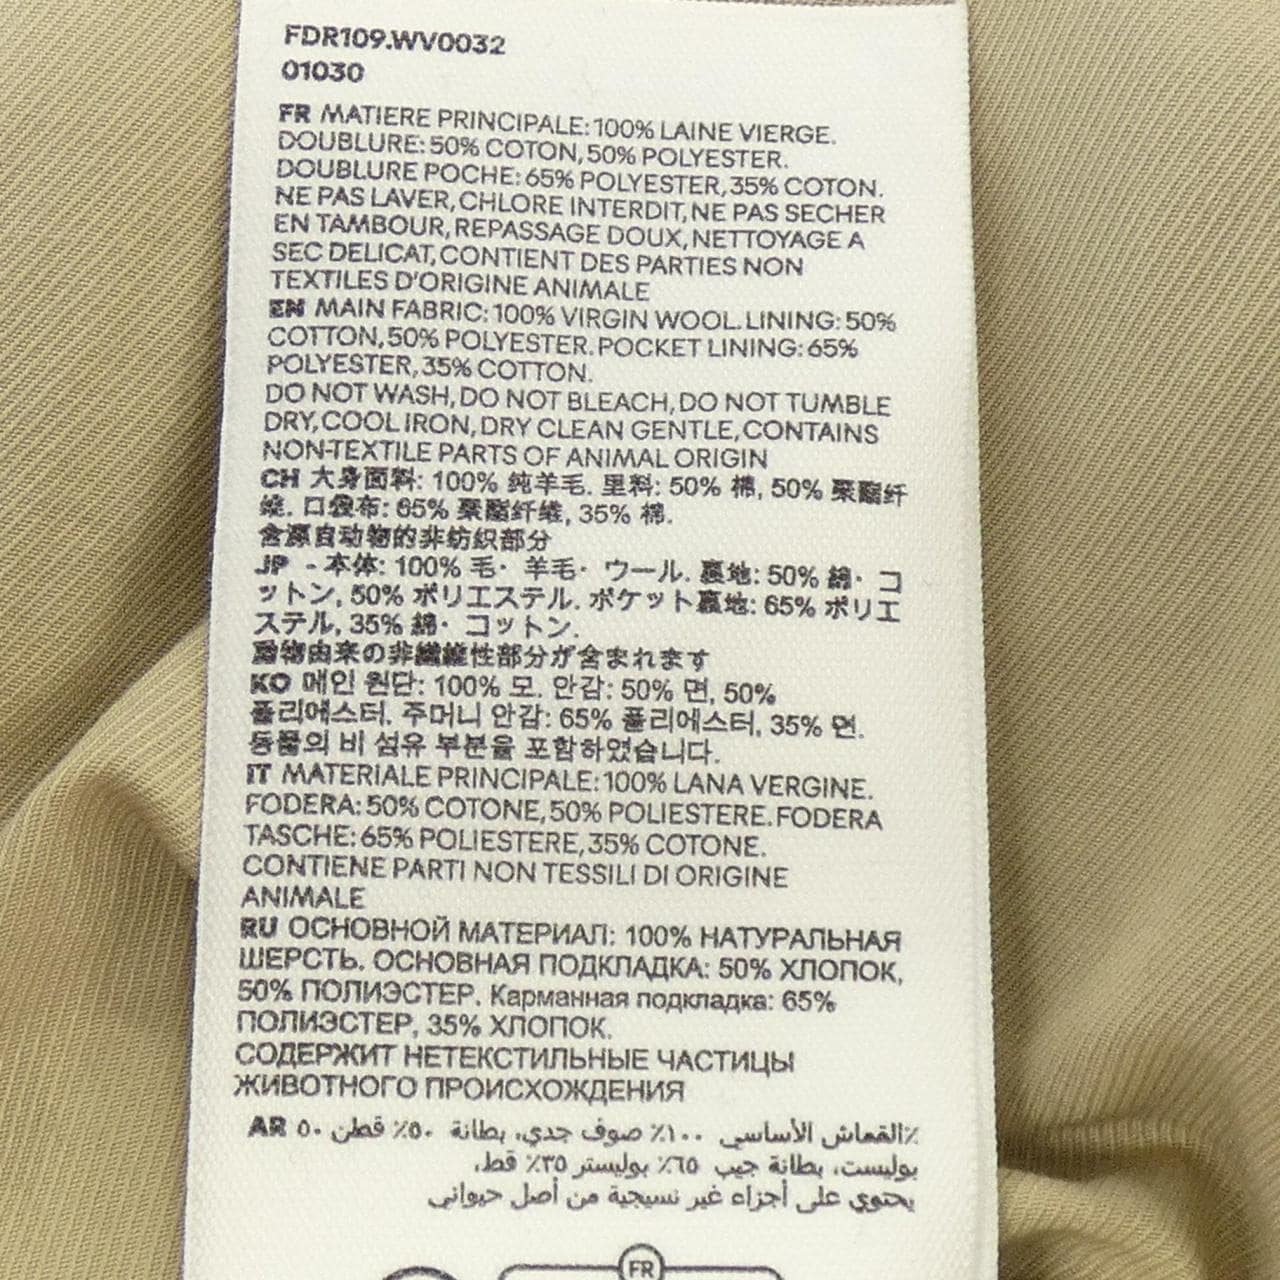 FDR109.WV0032
01030
FR MATIERE PRINCIPALE: 100% LAINE VIERGE.
DOUBLURE: 50% COTON, 50% POLYESTER.
DOUBLURE POCHE: 65% POLYESTER, 35% COTON.
NE PAS LAVER, CHLORE INTERDIT, NE PAS SECHER
EN TAMBOUR, REPASSAGE DOUX, NETTOYAGE A
SEC DELICAT, CONTIENT DES PARTIES NON
TEXTILES D'ORIGINE ANIMALE
EN MAIN FABRIC: 100% VIRGIN WOOL. LINING: 50%
COTTON, 50% POLYESTER. POCKET LINING: 65%
POLYESTER, 35% COTTON.
DO NOT WASH, DO NOT BLEACH, DO NOT TUMBLE
DRY, COOL IRON, DRY CLEAN GENTLE, CONTAINS
NON-TEXTILE PARTS OF ANIMAL ORIGIN
CH 大身面料: 100% 纯羊毛. 里料: 50% 棉, 50% 聚酯纤
维. 口袋布: 65% 聚酯纤维, 35% 棉.
含源自动物的非纺织部分
JP - 本体: 100% 毛・羊毛・ウール. 裏地: 50% 綿・コ
ットン, 50% ポリエステル. ポケット裏地: 65% ポリエ
ステル, 35% 綿・コットン.
動物由来の非繊維性部分が含まれます
KO 메인 원단: 100% 모. 안감: 50% 면, 50%
폴리에스터. 주머니 안감: 65% 폴리에스터, 35% 면.
동물의 비 섬유 부분을 포함하였습니다.
IT MATERIALE PRINCIPALE: 100% LANA VERGINE.
FODERA: 50% COTONE, 50% POLIESTERE. FODERA
TASCHE: 65% POLIESTERE, 35% COTONE.
CONTIENE PARTI NON TESSILI DI ORIGINE
ANIMALE
RU ОСНОВНОЙ МАТЕРИАЛ: 100% НАТУРАЛЬНАЯ
ШЕРСТЬ. ОСНОВНАЯ ПОДКЛАДКА: 50% ХЛОПОК,
50% ПОЛИЭСТЕР. Карманная подкладка: 65%
ПОЛИЭСТЕР, 35% ХЛОПОК.
СОДЕРЖИТ НЕТЕКСТИЛЬНЫЕ ЧАСТИЦЫ
ЖИВОТНОГО ПРОИСХОЖДЕНИЯ
AR ٪القماش الأساسي ١٠٠٪ صوف جدي، بطانة ٥٠٪ قطن ٥٠
بوليست، بطانة جيب ٦٥٪ بوليستر ٣٥٪ قط.
يحتوي على أجزاء غير نسيجية من أصل حيواني
FR